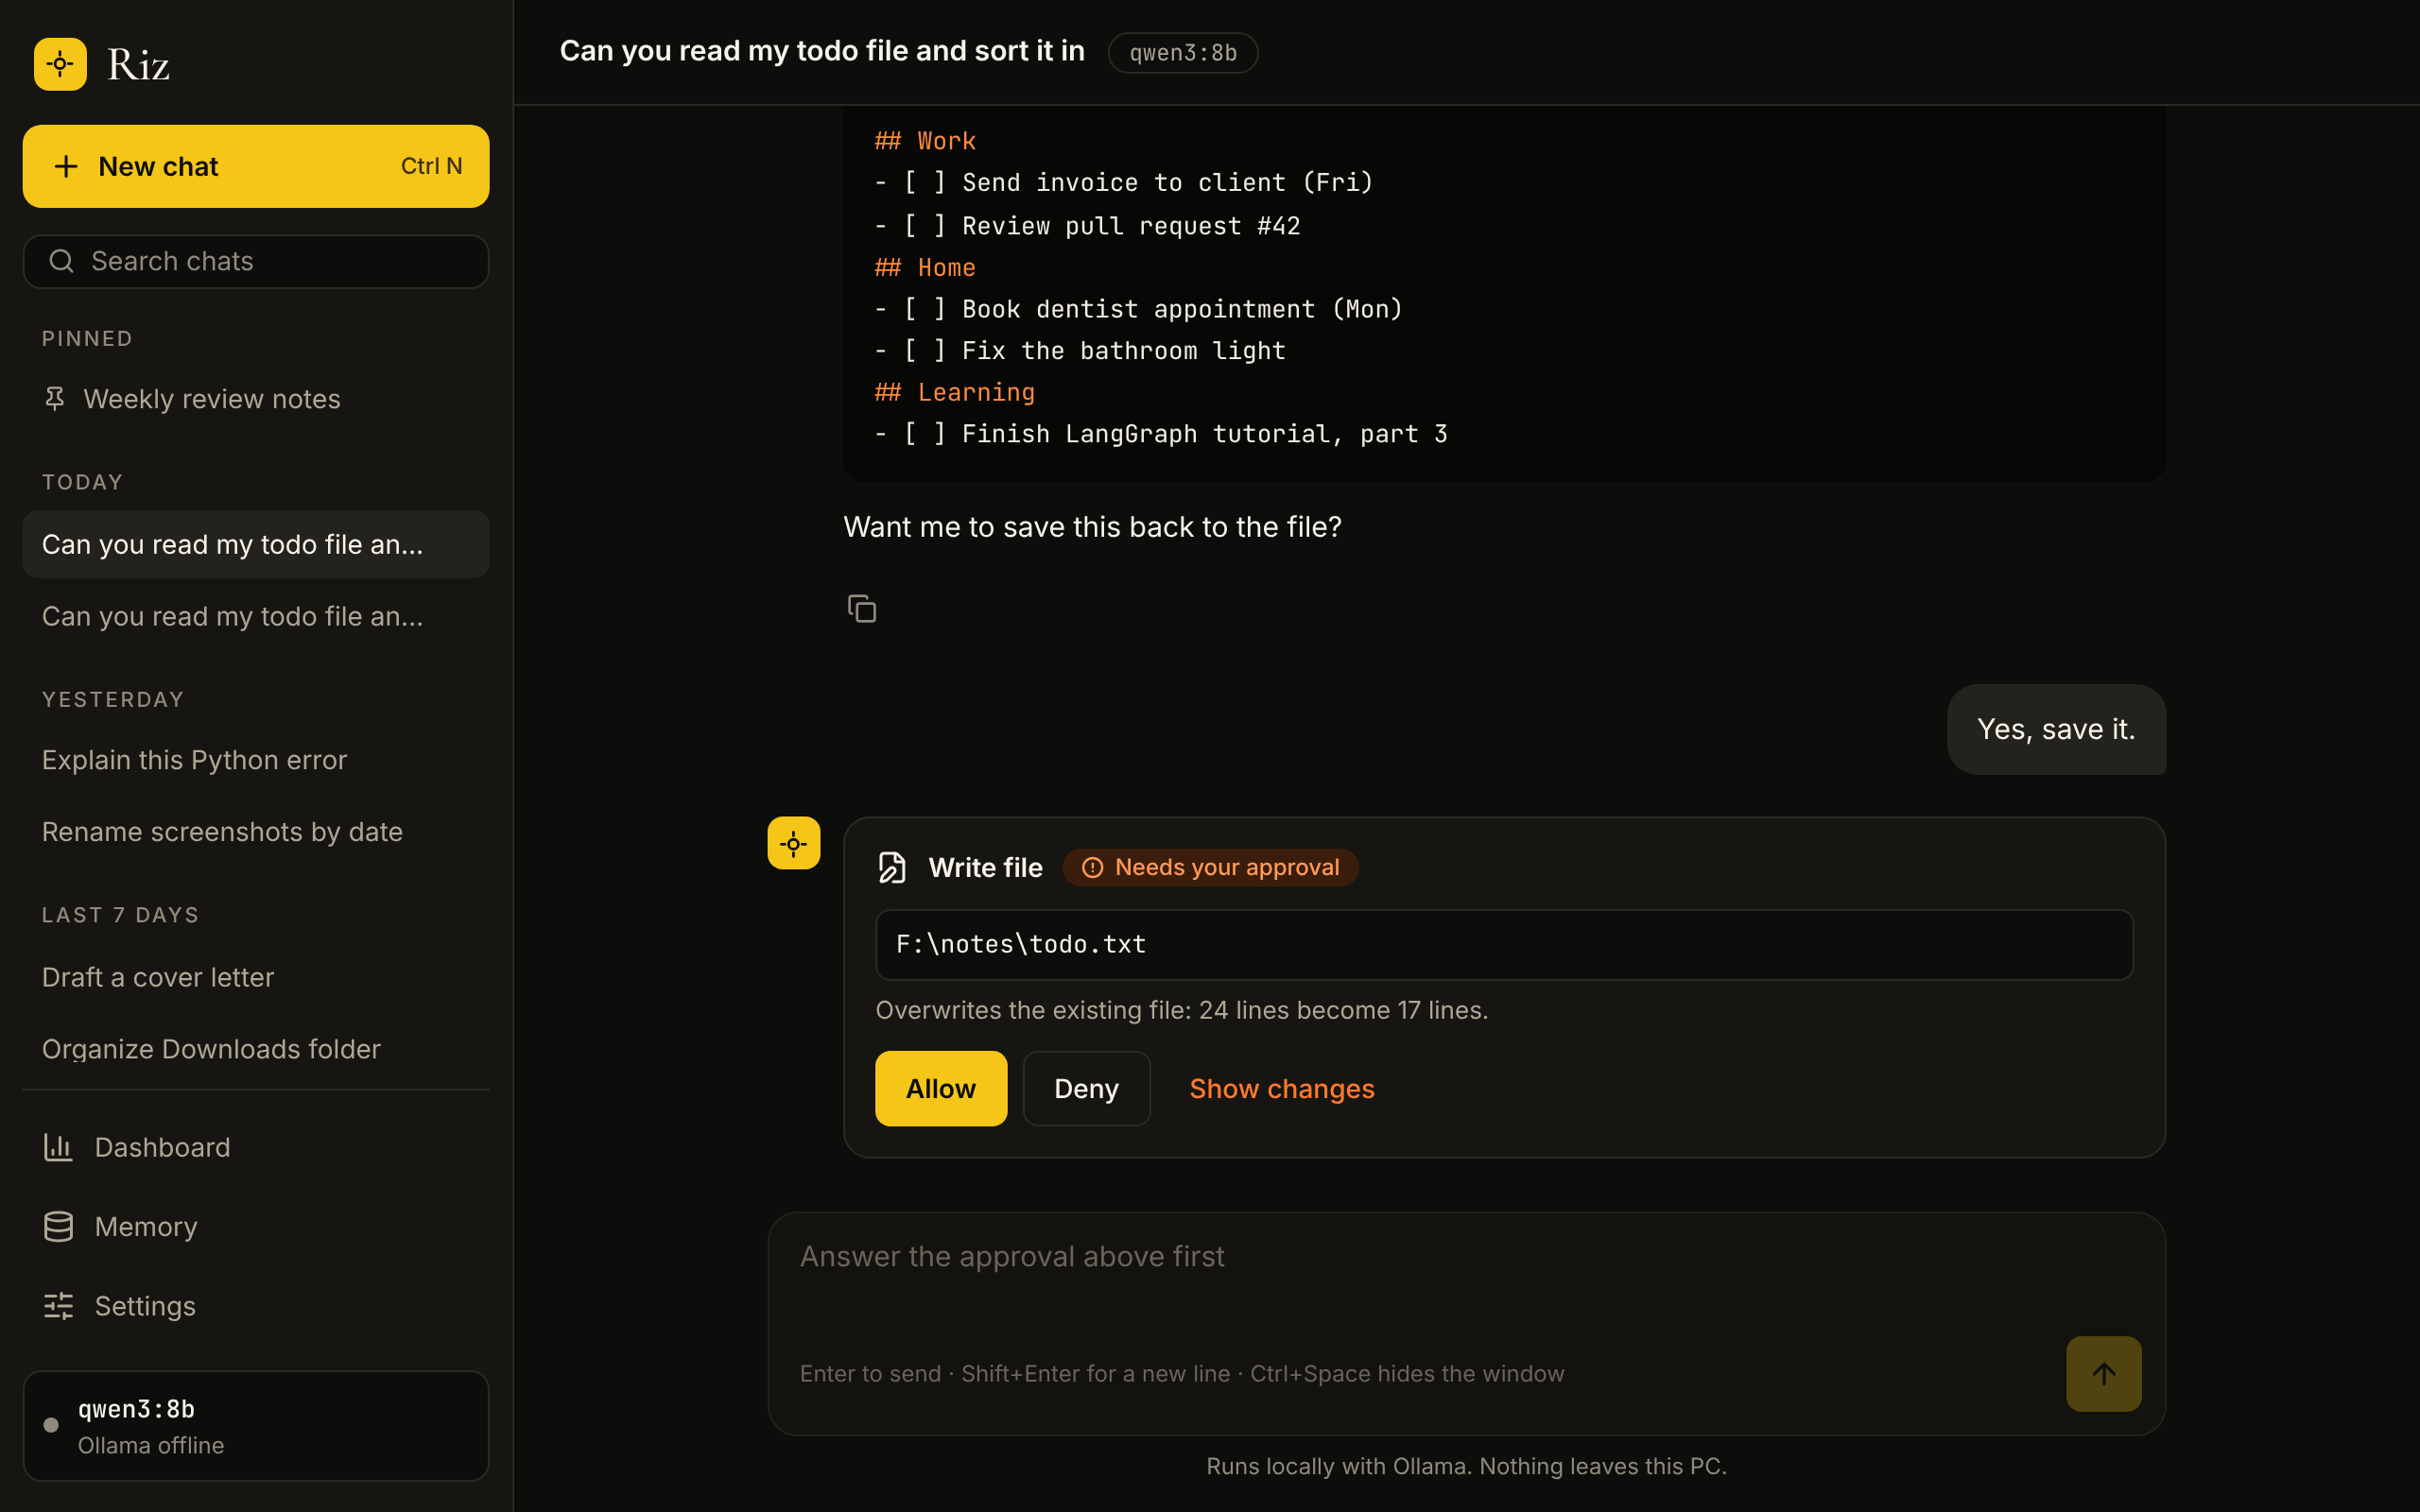 Riz
New chat Ctrl N
Search chats
PINNED
Weekly review notes
TODAY
Can you read my todo file an...
Can you read my todo file an...
YESTERDAY
Explain this Python error
Rename screenshots by date
LAST 7 DAYS
Draft a cover letter
Organize Downloads folder
Dashboard
Memory
Settings
qwen3:8b
Ollama offline
Can you read my todo file and sort it in qwen3:8b
## Work
- [ ] Send invoice to client (Fri)
- [ ] Review pull request #42
## Home
- [ ] Book dentist appointment (Mon)
- [ ] Fix the bathroom light
## Learning
- [ ] Finish LangGraph tutorial, part 3
Want me to save this back to the file?
Yes, save it.
Write file Needs your approval
F:\notes\todo.txt
Overwrites the existing file: 24 lines become 17 lines.
Allow Deny Show changes
Answer the approval above first
Enter to send · Shift+Enter for a new line · Ctrl+Space hides the window
Runs locally with Ollama. Nothing leaves this PC.